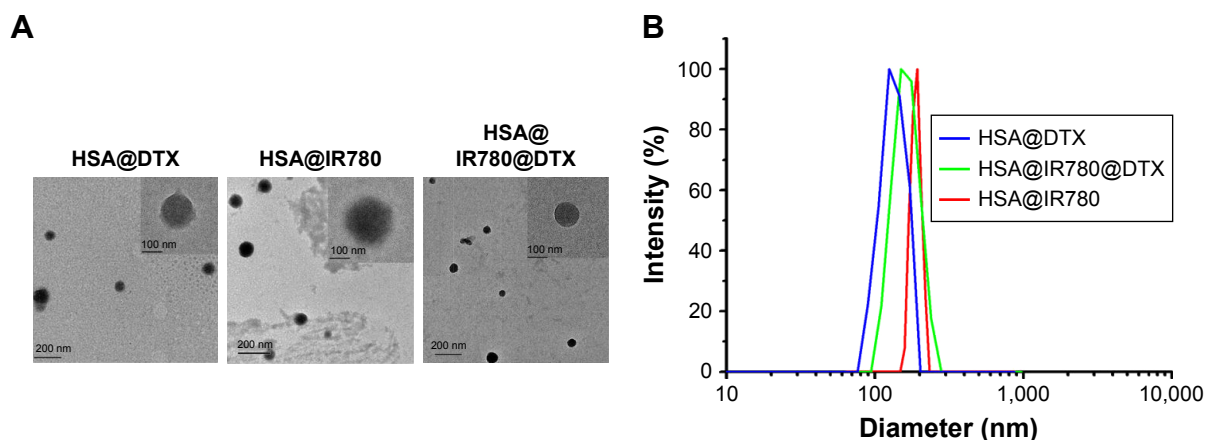 A
HSA@DTX
HSA@IR780
HSA@
IR780@DTX
100 nm
200 nm
100 nm
200 nm
100 nm
200 nm
B
Intensity (%)
100
80
60
40
20
0
10
100
1,000
10,000
Diameter (nm)
HSA@DTX
HSA@IR780@DTX
HSA@IR780